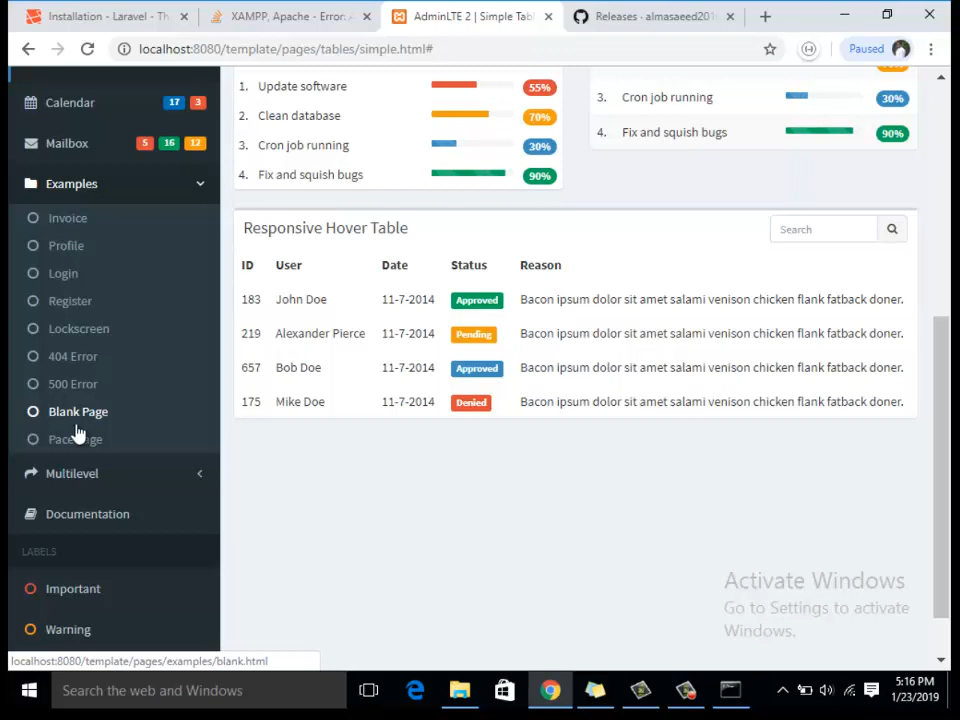 Installation - Laravel - Th
XAMPP, Apache - Error: A
AdminLTE 2 | Simple Tabl
Releases · almasaeed201
localhost:8080/template/pages/tables/simple.html#
Paused
Calendar 17 3
Mailbox 5 16 12
Examples
Invoice
Profile
Login
Register
Lockscreen
404 Error
500 Error
Blank Page
Pace Page
Multilevel
Documentation
LABELS
Important
Warning
1. Update software 55%
2. Clean database 70%
3. Cron job running 30%
4. Fix and squish bugs 90%
3. Cron job running 30%
4. Fix and squish bugs 90%
Responsive Hover Table
Search
ID User Date Status Reason
183 John Doe 11-7-2014 Approved Bacon ipsum dolor sit amet salami venison chicken flank fatback doner.
219 Alexander Pierce 11-7-2014 Pending Bacon ipsum dolor sit amet salami venison chicken flank fatback doner.
657 Bob Doe 11-7-2014 Approved Bacon ipsum dolor sit amet salami venison chicken flank fatback doner.
175 Mike Doe 11-7-2014 Denied Bacon ipsum dolor sit amet salami venison chicken flank fatback doner.
Activate Windows
Go to Settings to activate
Windows.
localhost:8080/template/pages/examples/blank.html
Search the web and Windows
5:16 PM
1/23/2019